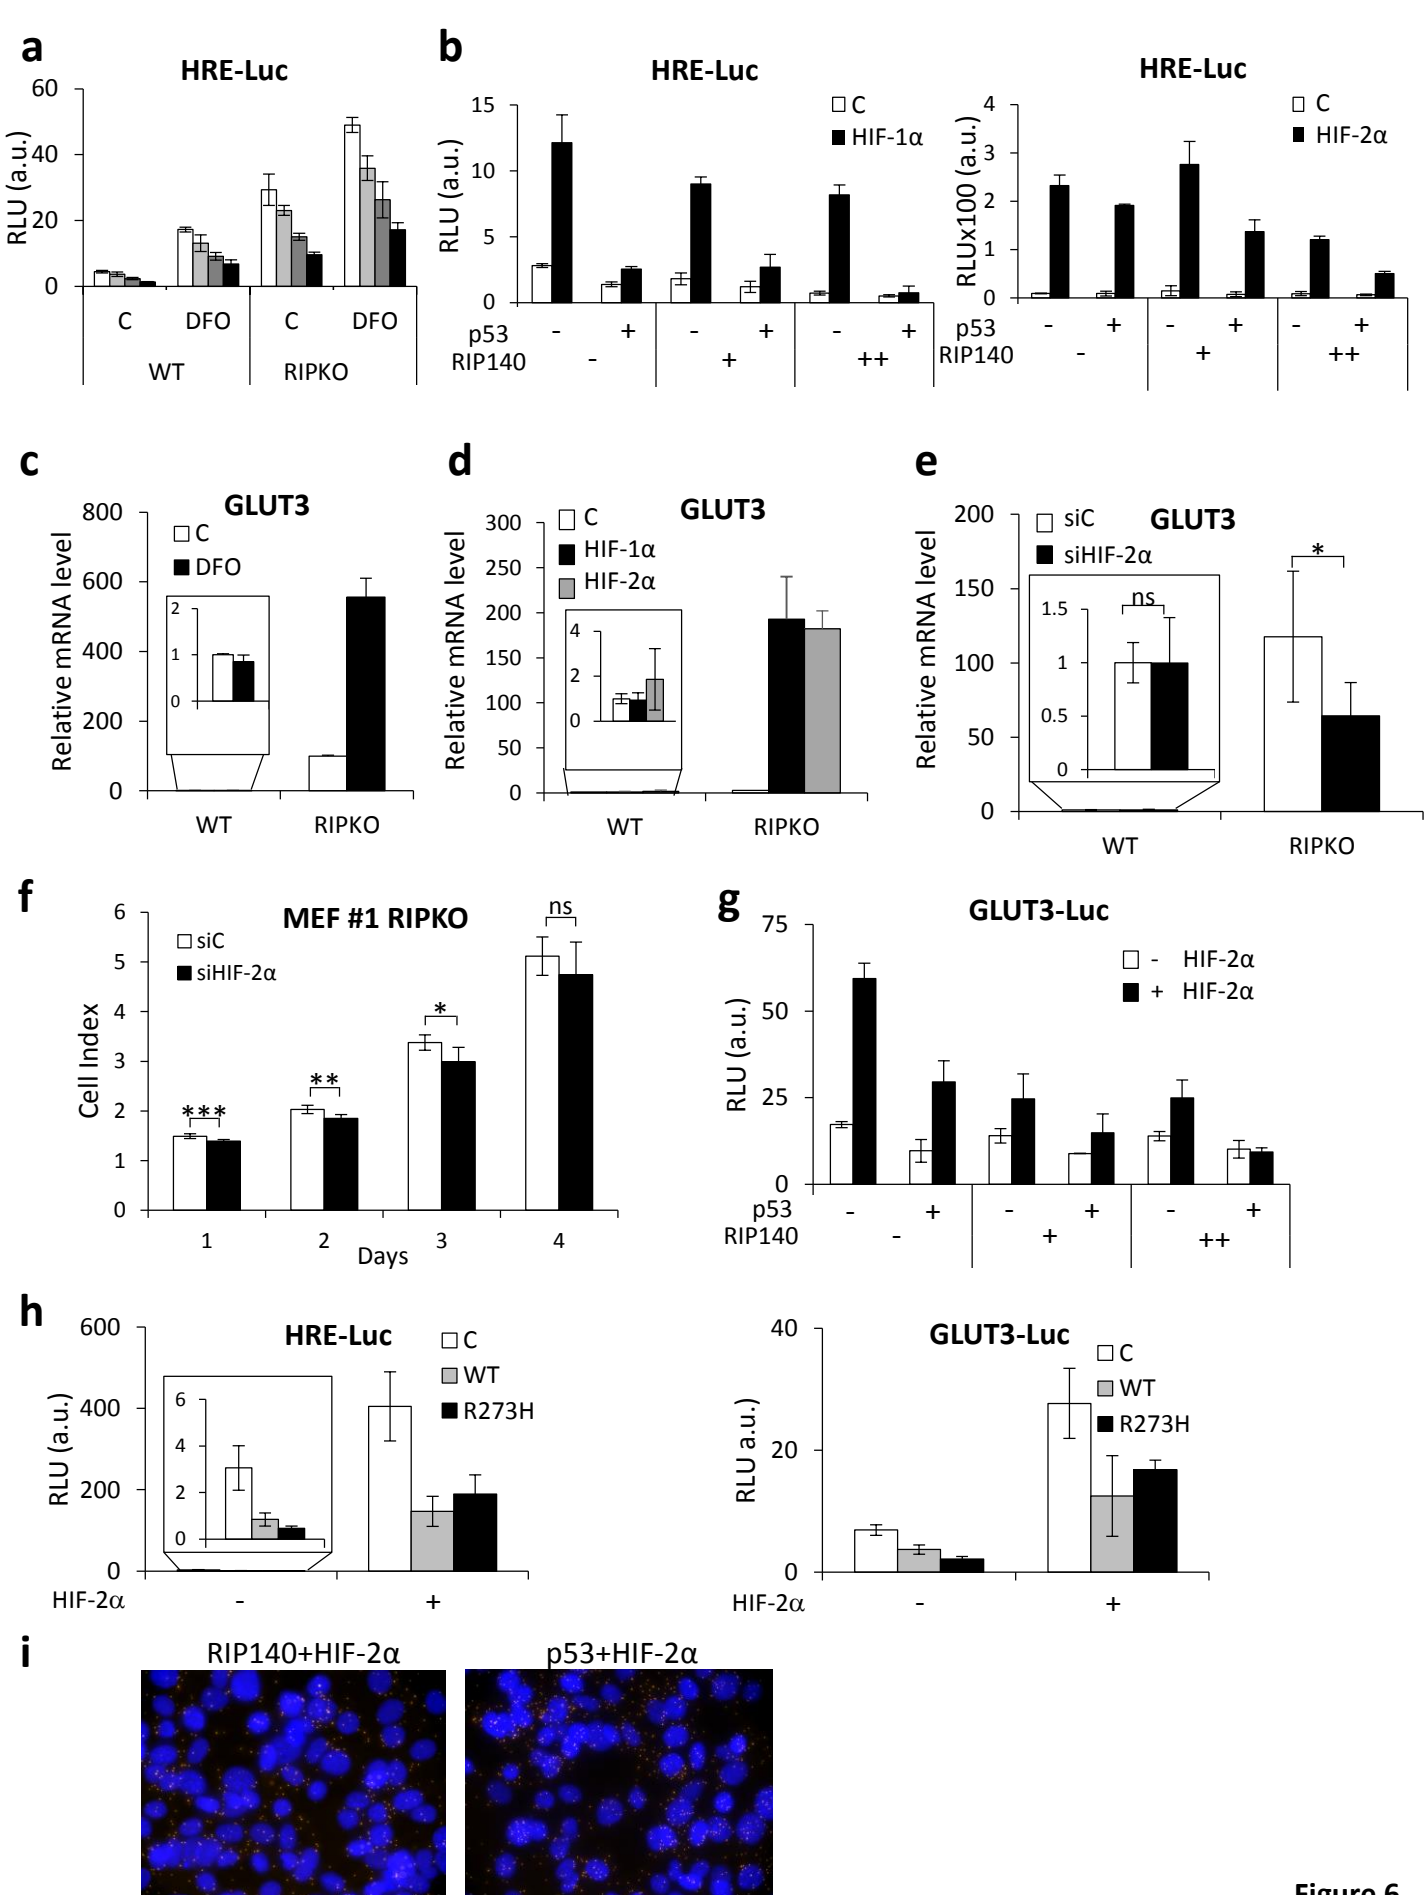 a
HRE-Luc
RLU (a.u.)
60
40
20
0
C DFO C DFO
WT RIPKO
b
HRE-Luc
RLU (a.u.)
15
10
5
0
C
HIF-1α
p53 - + - + - +
RIP140 - + ++
HRE-Luc
RLUx100 (a.u.)
4
3
2
1
0
C
HIF-2α
p53 - + - + - +
RIP140 - + ++
c
GLUT3
Relative mRNA level
800
600
400
200
0
C
DFO
2
1
0
WT RIPKO
d
GLUT3
Relative mRNA level
300
250
200
150
100
50
0
C
HIF-1α
HIF-2α
4
2
0
WT RIPKO
e
GLUT3
Relative mRNA level
200
150
100
50
0
siC
siHIF-2α
1.5
1
0.5
0
ns
*
WT RIPKO
f
MEF #1 RIPKO
Cell Index
6
5
4
3
2
1
0
siC
siHIF-2α
*** ** * ns
1 2 3 4
Days
g
GLUT3-Luc
RLU (a.u.)
75
50
25
0
- HIF-2α
+ HIF-2α
p53 - + - + - +
RIP140 - + ++
h
HRE-Luc
RLU (a.u.)
600
400
200
0
C
WT
R273H
6
4
2
0
HIF-2α - +
GLUT3-Luc
RLU a.u.)
40
20
0
C
WT
R273H
HIF-2α - +
i
RIP140+HIF-2α p53+HIF-2α
Figure 6